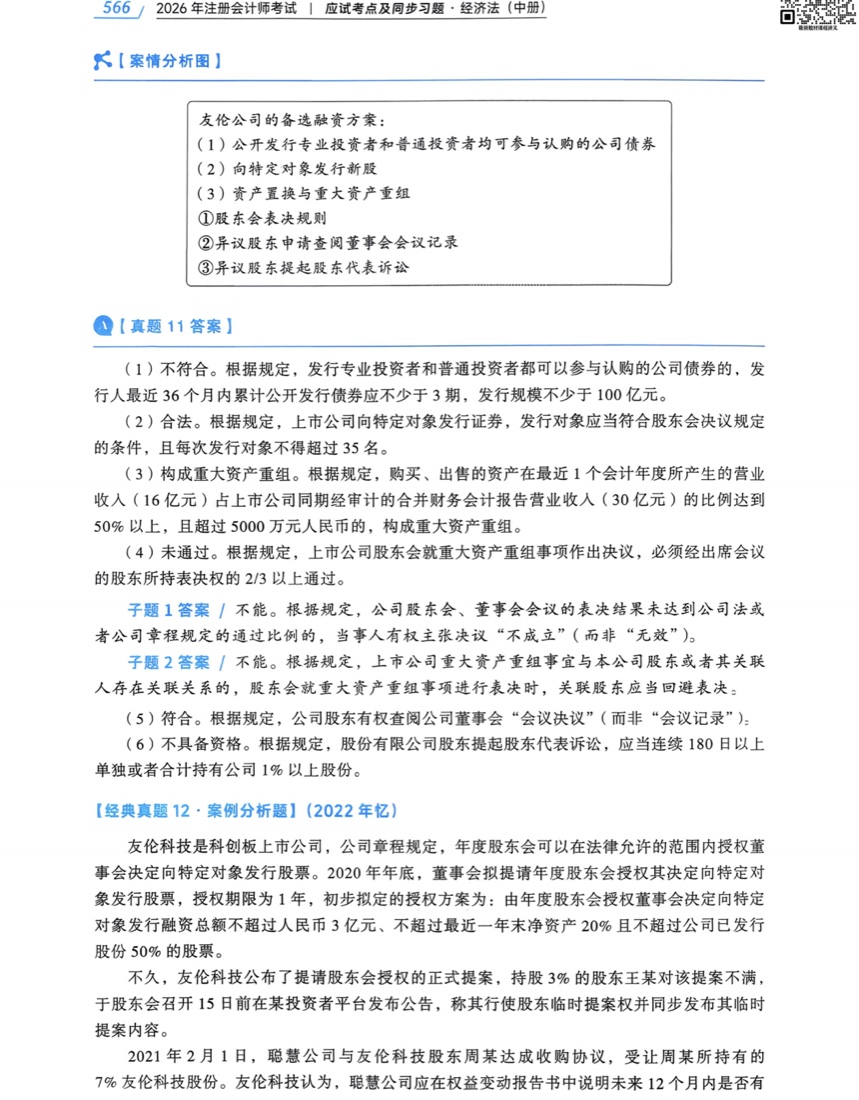 566 2026年注册会计师考试 | 应试考点及同步习题·经济法（中册）
【案情分析图】
友伦公司的备选融资方案：
（1）公开发行专业投资者和普通投资者均可参与认购的公司债券
（2）向特定对象发行新股
（3）资产置换与重大资产重组
①股东会表决规则
②异议股东申请查阅董事会会议记录
③异议股东提起股东代表诉讼
【真题 11 答案】
（1）不符合。根据规定，发行专业投资者和普通投资者都可以参与认购的公司债券的，发
行人最近 36 个月内累计公开发行债券应不少于 3 期，发行规模不少于 100 亿元。
（2）合法。根据规定，上市公司向特定对象发行证券，发行对象应当符合股东会决议规定
的条件，且每次发行对象不得超过 35 名。
（3）构成重大资产重组。根据规定，购买、出售的资产在最近 1 个会计年度所产生的营业
收入（16 亿元）占上市公司同期经审计的合并财务会计报告营业收入（30 亿元）的比例达到
50% 以上，且超过 5000 万元人民币的，构成重大资产重组。
（4）未通过。根据规定，上市公司股东会就重大资产重组事项作出决议，必须经出席会议
的股东所持表决权的 2/3 以上通过。
子题 1 答案 / 不能。根据规定，公司股东会、董事会会议的表决结果未达到公司法或
者公司章程规定的通过比例的，当事人有权主张决议“不成立”（而非“无效”）。
子题 2 答案 / 不能。根据规定，上市公司重大资产重组事宜与本公司股东或者其关联
人存在关联关系的，股东会就重大资产重组事项进行表决时，关联股东应当回避表决。
（5）符合。根据规定，公司股东有权查阅公司董事会“会议决议”（而非“会议记录”）。
（6）不具备资格。根据规定，股份有限公司股东提起股东代表诉讼，应当连续 180 日以上
单独或者合计持有公司 1% 以上股份。
【经典真题 12·案例分析题】（2022 年忆）
友伦科技是科创板上市公司，公司章程规定，年度股东会可以在法律允许的范围内授权董
事会决定向特定对象发行股票。2020 年年底，董事会拟提请年度股东会授权其决定向特定对
象发行股票，授权期限为 1 年，初步拟定的授权方案为：由年度股东会授权董事会决定向特定
对象发行融资总额不超过人民币 3 亿元、不超过最近一年末净资产 20% 且不超过公司已发行
股份 50% 的股票。
不久，友伦科技公布了提请股东会授权的正式提案，持股 3% 的股东王某对该提案不满，
于股东会召开 15 日前在某投资者平台发布公告，称其行使股东临时提案权并同步发布其临时
提案内容。
2021 年 2 月 1 日，聪慧公司与友伦科技股东周某达成收购协议，受让周某所持有的
7% 友伦科技股份。友伦科技认为，聪慧公司应在权益变动报告书中说明未来 12 个月内是否有